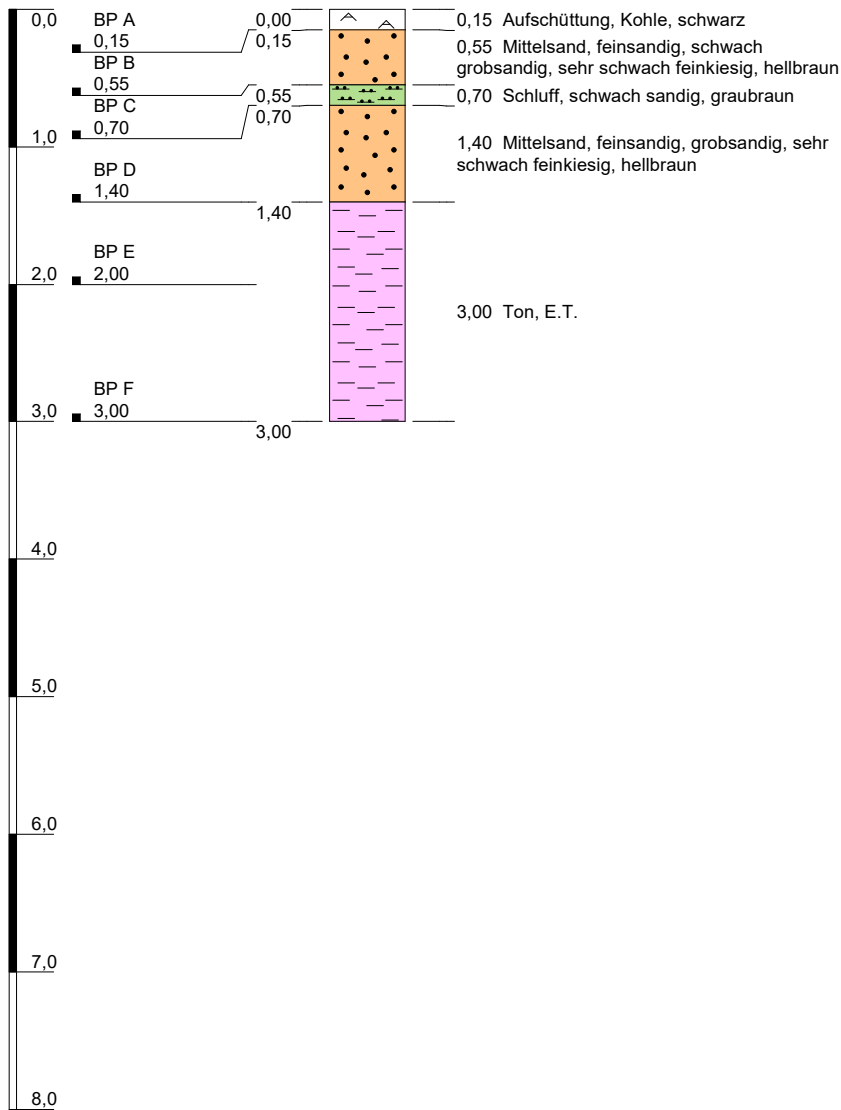 0,0
BP A
0,15
BP B
0,55
BP C
0,70
1,0
BP D
1,40
BP E
2,0
2,00
BP F
3,0
3,00
4,0
5,0
6,0
7,0
8,0
0,00
0,15
0,55
0,70
1,40
3,00
0,15 Aufschüttung, Kohle, schwarz
0,55 Mittelsand, feinsandig, schwach
grobsandig, sehr schwach feinkiesig, hellbraun
0,70 Schluff, schwach sandig, graubraun
1,40 Mittelsand, feinsandig, grobsandig, sehr
schwach feinkiesig, hellbraun
3,00 Ton, E.T.